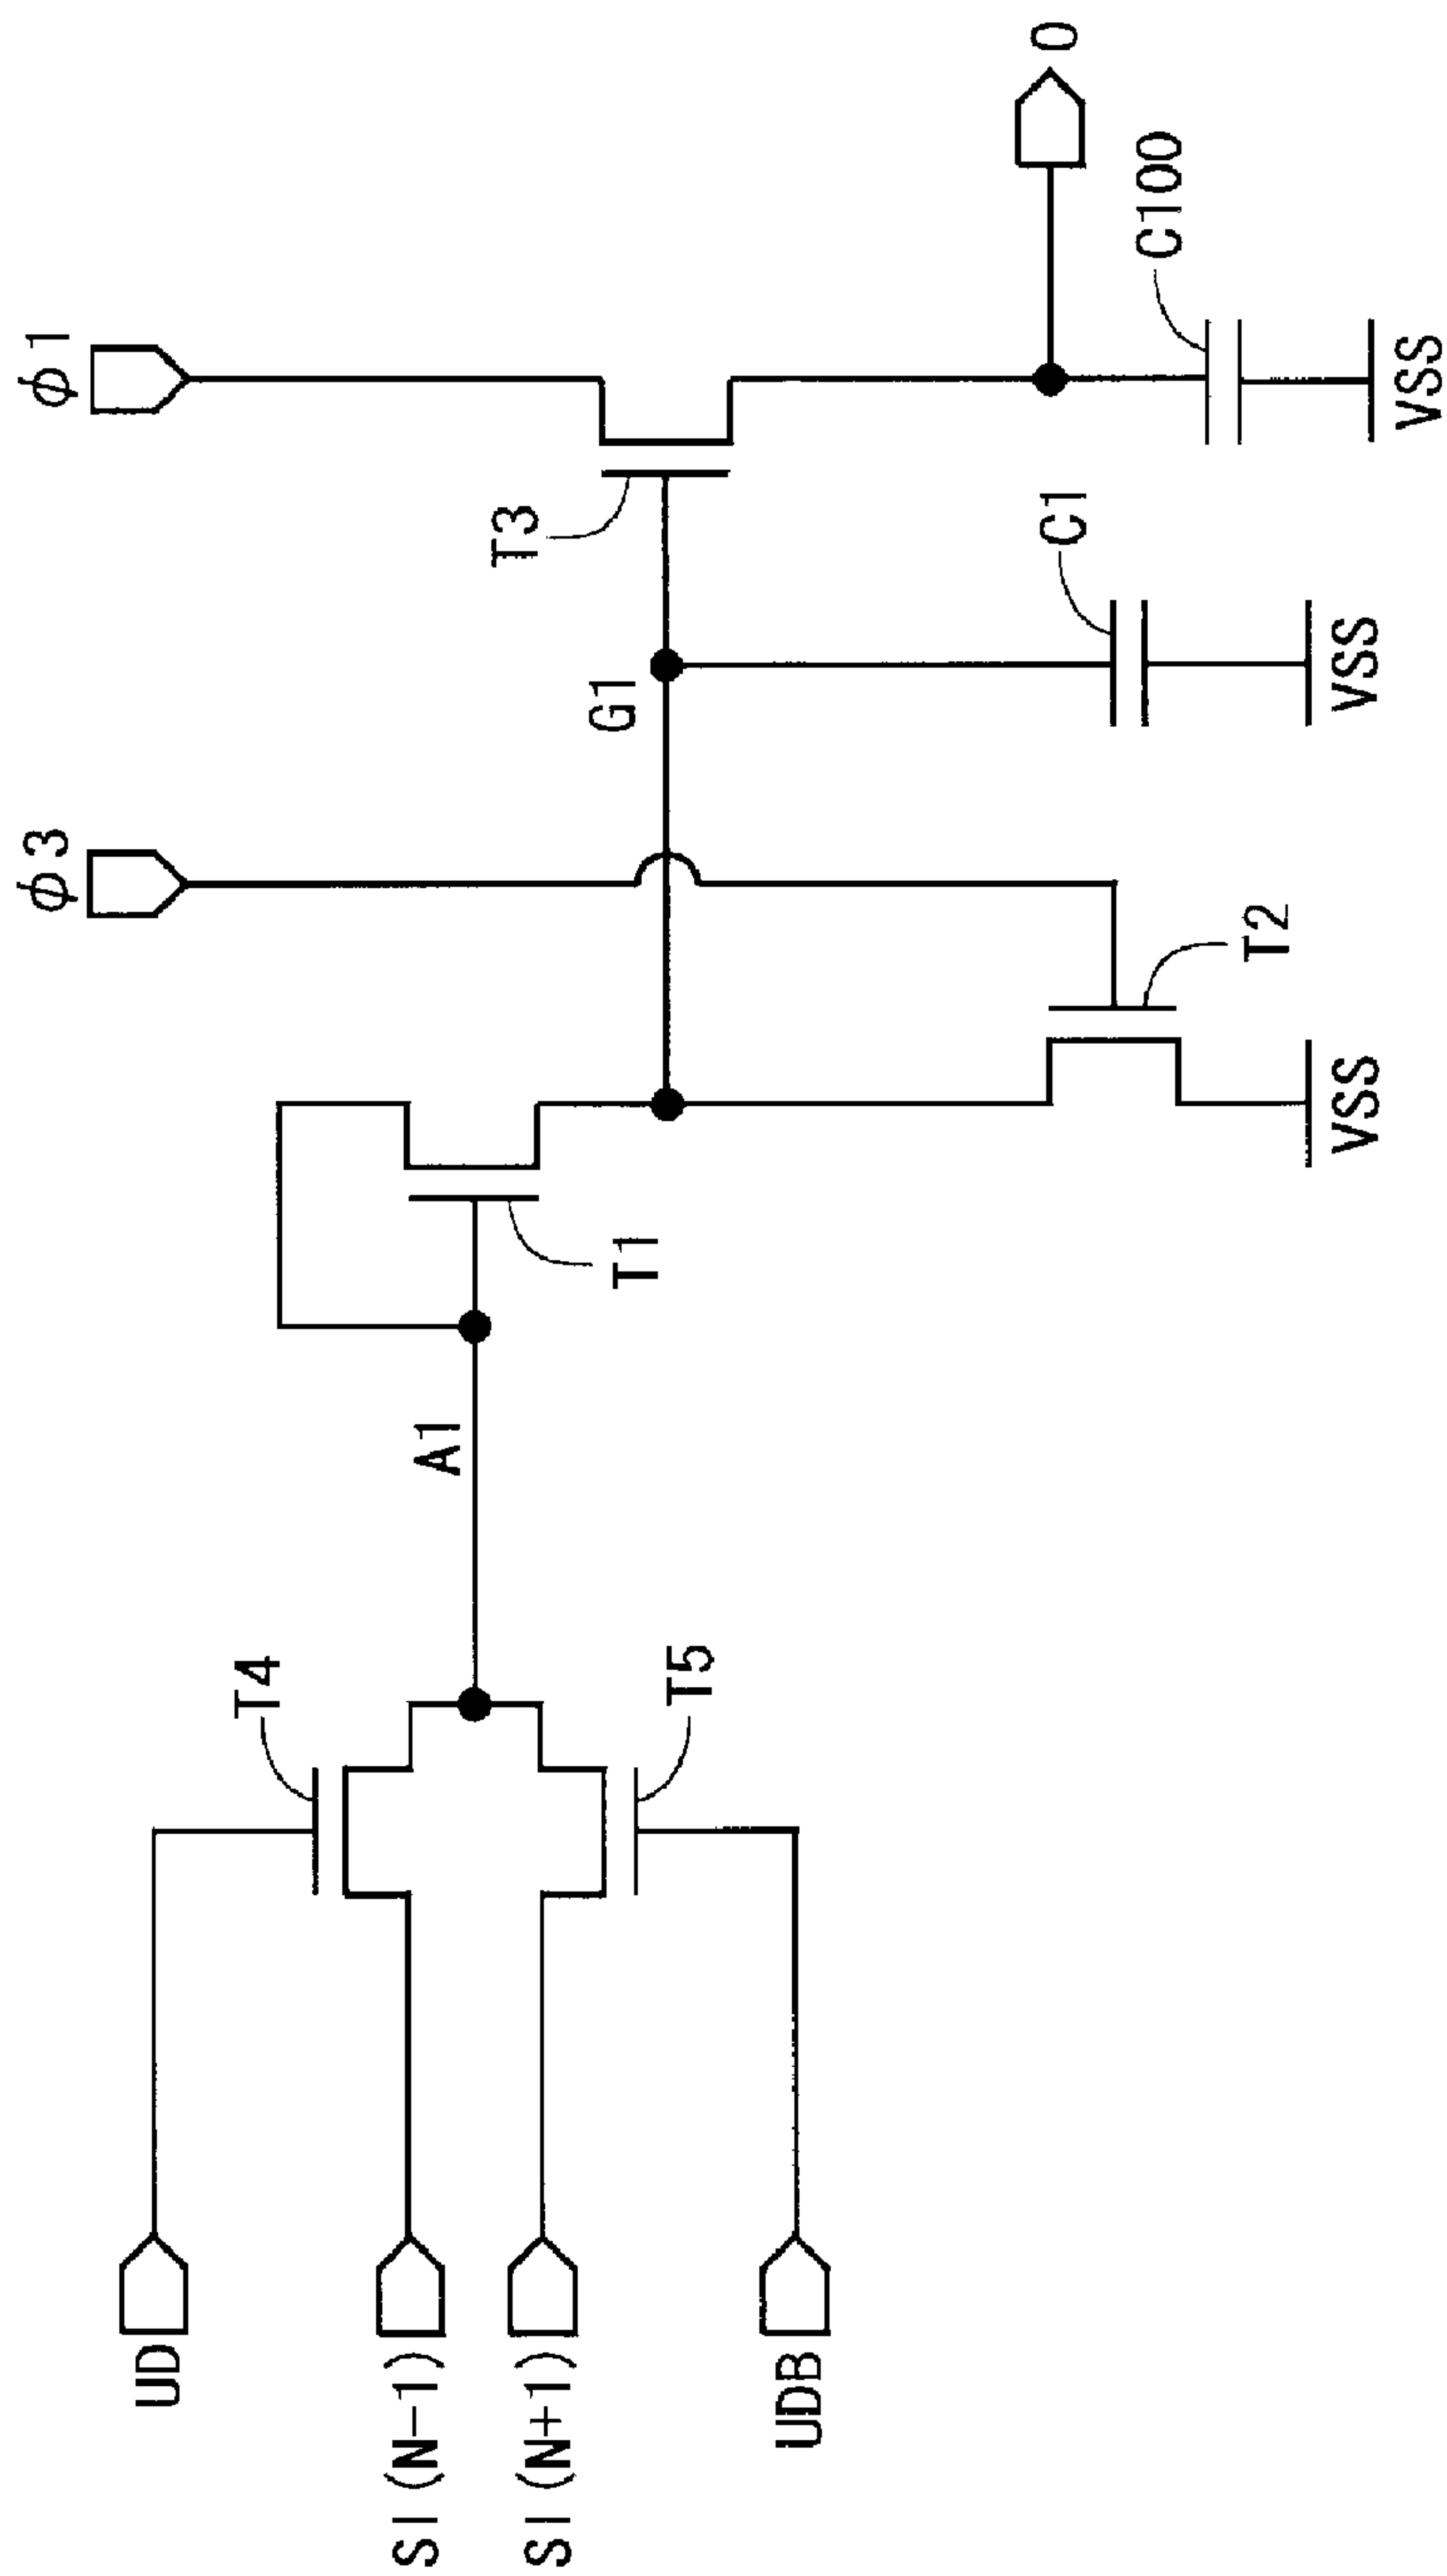 UD
SI (N-1)
SI (N+1)
UDB
T4
T5
A1
T1
T2
VSS
φ3
G1
T3
C1
VSS
φ1
C100
VSS
O